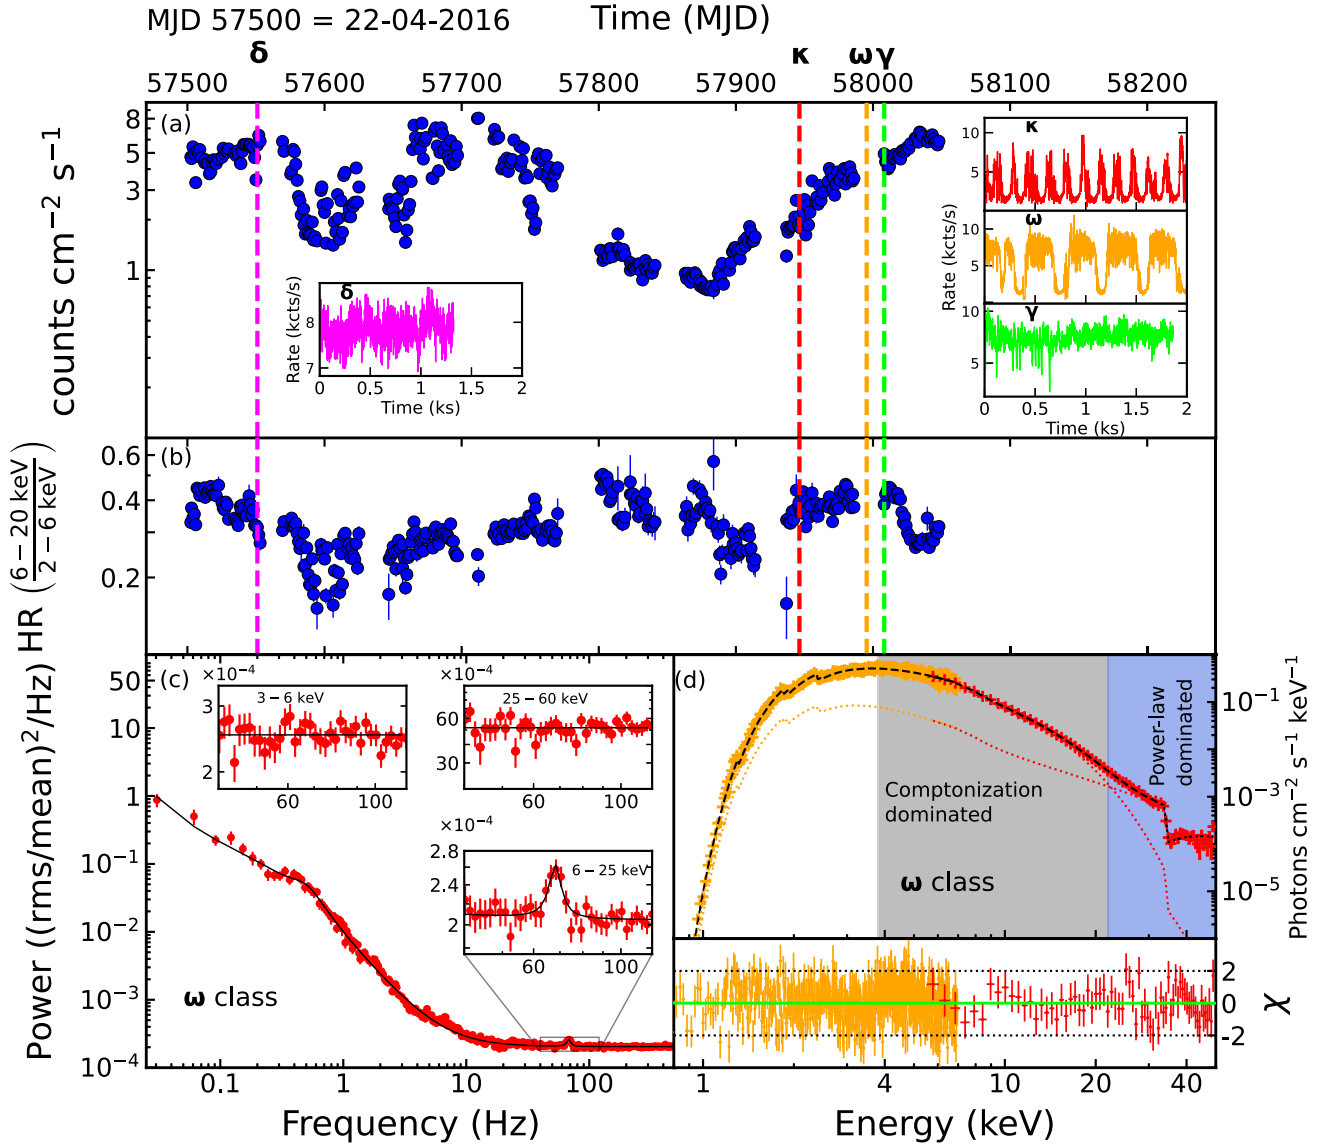 MJD 57500 = 22-04-2016
Time (MJD)
δ κ ω γ
57500 57600 57700 57800 57900 58000 58100 58200
(a)
counts cm⁻² s⁻¹
8
5
3
1
δ
Rate (kcts/s)
8
7
0 0.5 1 1.5 2
Time (ks)
κ
10
5
ω
10
5
γ
10
5
Rate (kcts/s)
0 0.5 1 1.5 2
Time (ks)
(b)
HR (6 − 20 keV / 2 − 6 keV)
0.6
0.4
0.2
(c)
Power ((rms/mean)²/Hz)
50
10
1
10⁻¹
10⁻²
10⁻³
10⁻⁴
×10⁻⁴
3 − 6 keV
3
2
60 100
×10⁻⁴
25 − 60 keV
60
30
60 100
×10⁻⁴
6 − 25 keV
2.8
2.4
2
60 100
ω class
0.1 1 10 100
Frequency (Hz)
(d)
Comptonization
dominated
Power-law
dominated
ω class
10⁻¹
10⁻³
10⁻⁵
Photons cm⁻² s⁻¹ keV⁻¹
2
0
-2
χ
1 4 10 20 40
Energy (keV)